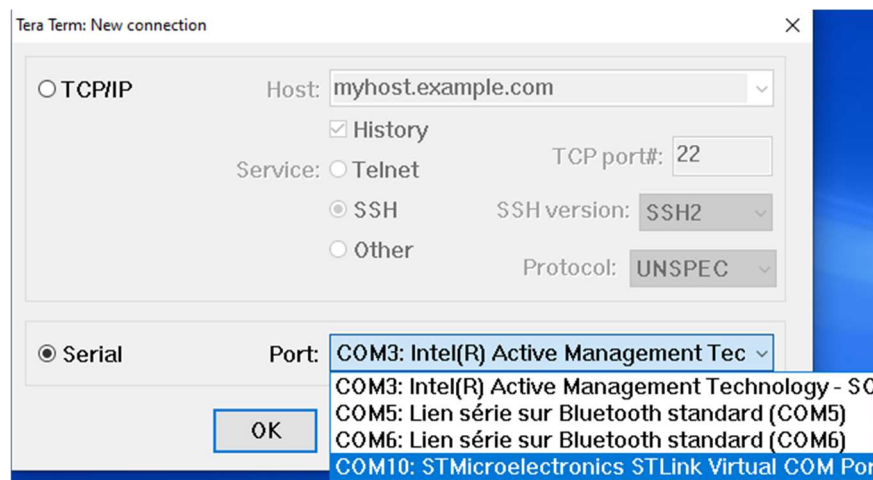 Tera Term: New connection
TCP/IP
Host: myhost.example.com
History
Service: Telnet
TCP port#: 22
SSH
SSH version: SSH2
Other
Protocol: UNSPEC
Serial
Port: COM3: Intel(R) Active Management Tec
COM3: Intel(R) Active Management Technology - SO
COM5: Lien série sur Bluetooth standard (COM5)
OK
COM6: Lien série sur Bluetooth standard (COM6)
COM10: STMicroelectronics STLink Virtual COM Por